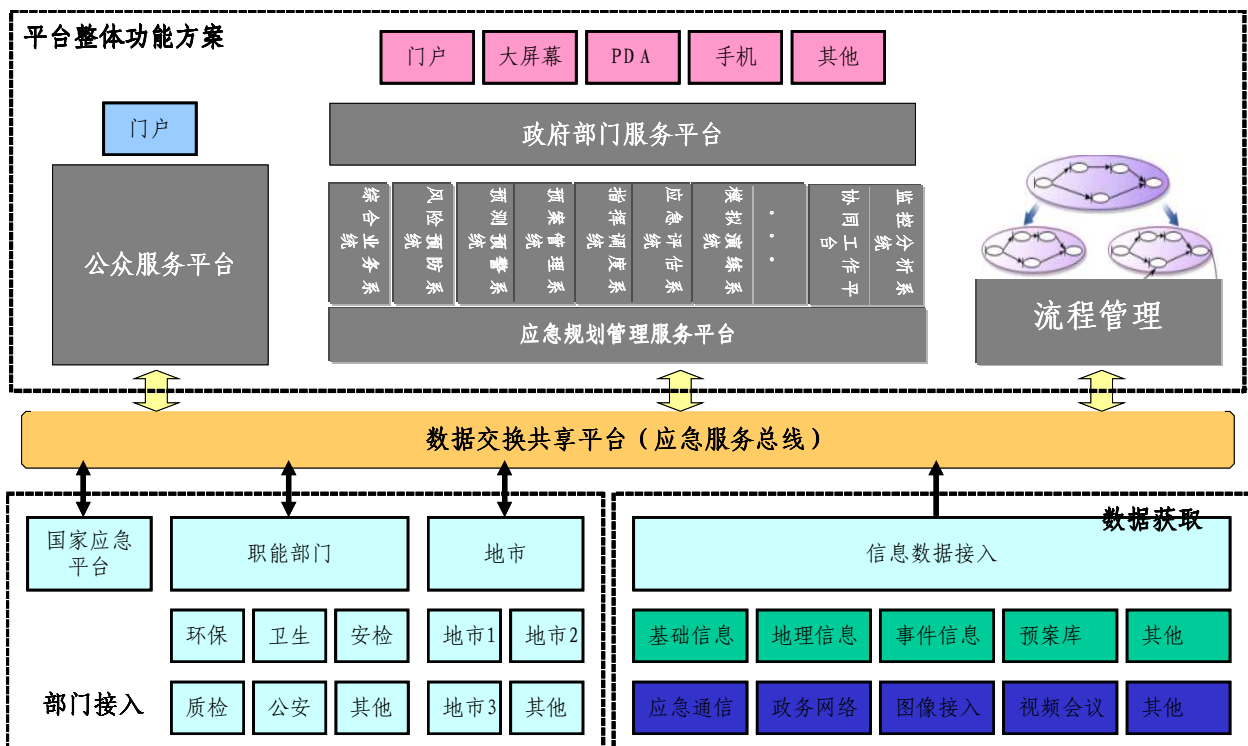 平台整体功能方案
门户
大屏幕
PDA
手机
其他
门户
政府部门服务平台
公众服务平台
综合业务系统
风险预防系统
预测预警系统
预案管理系统
指挥调度系统
应急评估系统
模拟演练系统
。。。
协同工作平台
监控分析系统
应急规划管理服务平台
流程管理
数据交换共享平台（应急服务总线）
国家应急
平台
职能部门
地市
数据获取
信息数据接入
环保
卫生
安检
地市1
地市2
基础信息
地理信息
事件信息
预案库
其他
部门接入
质检
公安
其他
地市3
其他
应急通信
政务网络
图像接入
视频会议
其他